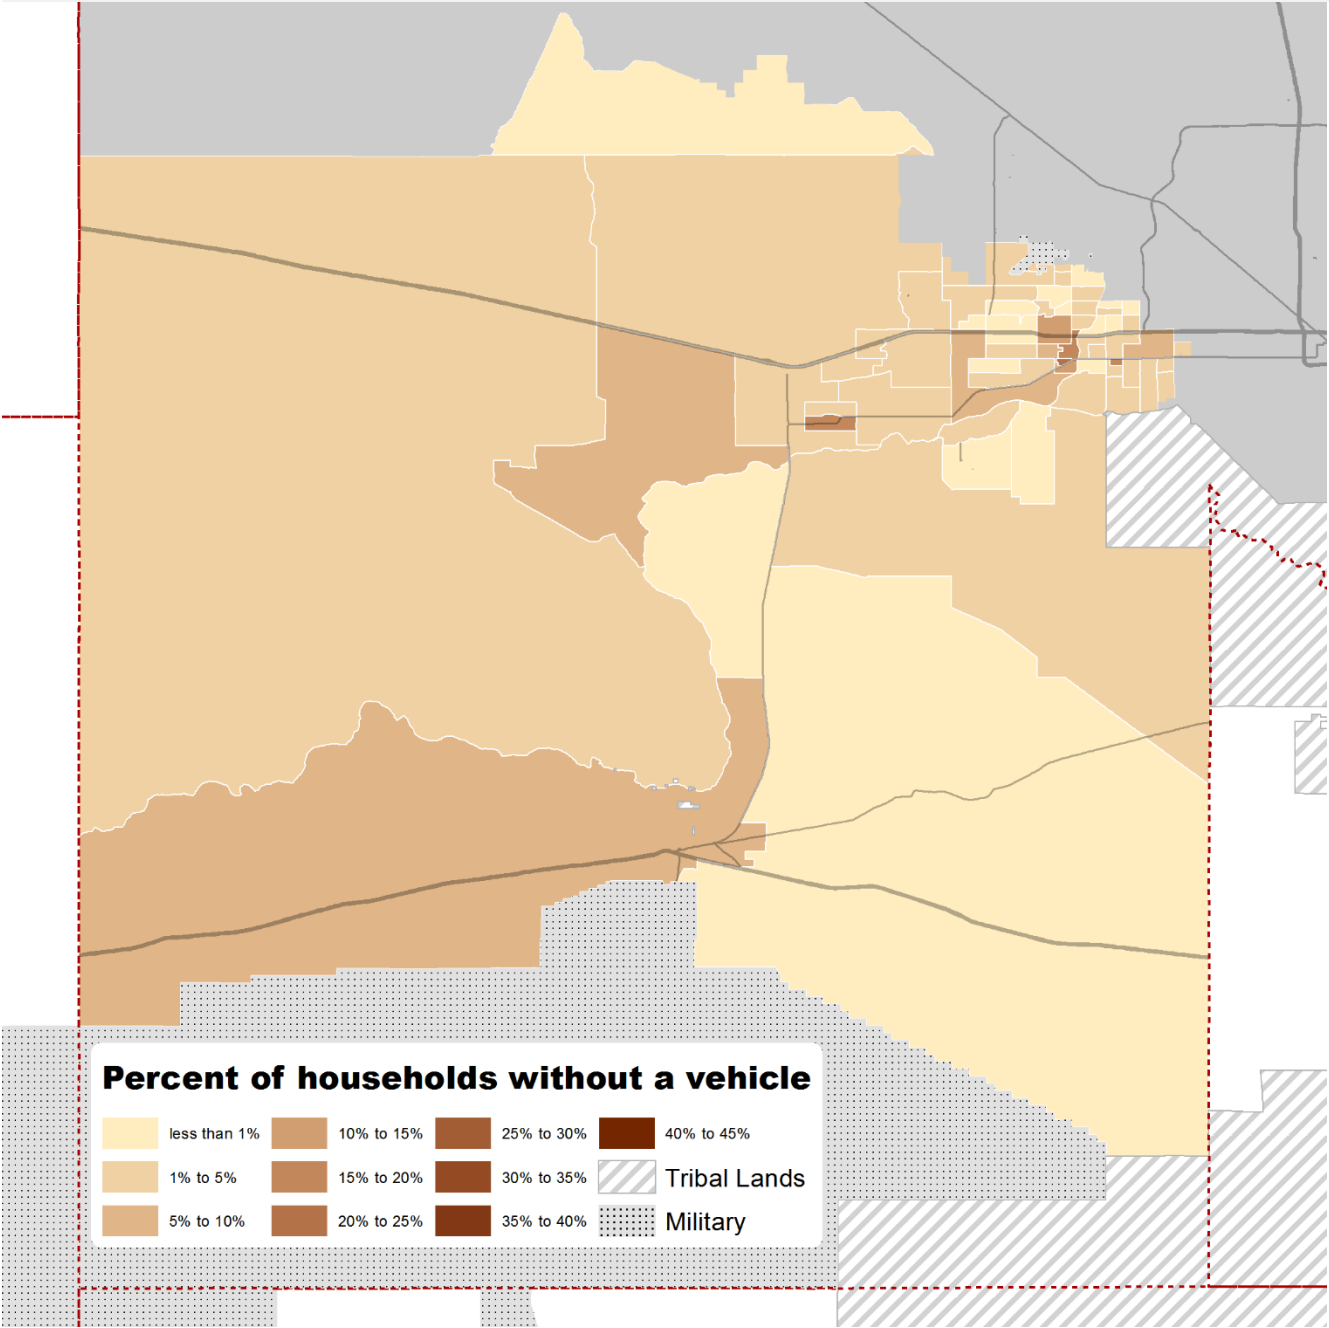 Percent of households without a vehicle
less than 1% 10% to 15% 25% to 30% 40% to 45%
1% to 5% 15% to 20% 30% to 35% Tribal Lands
5% to 10% 20% to 25% 35% to 40% Military